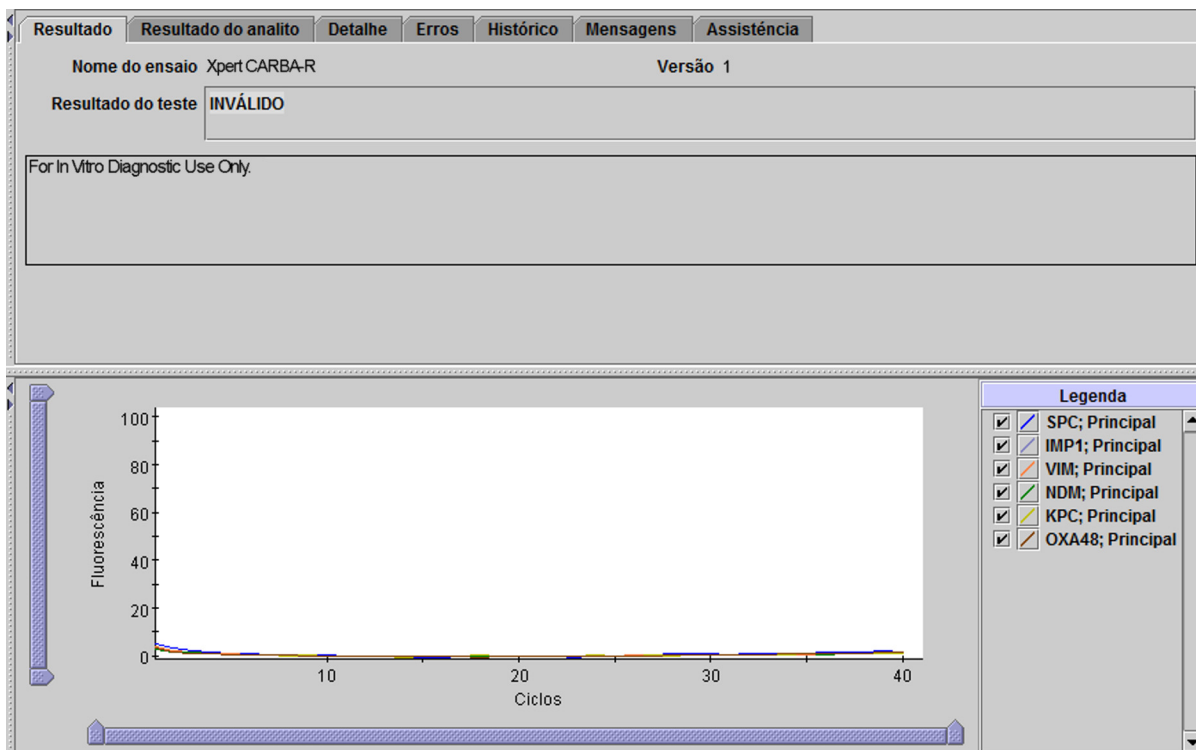 Resultado Resultado do analito Detalhe Erros Histórico Mensagens Assisténcia
Nome do ensaio Xpert CARBA-R Versão 1
Resultado do teste INVÁLIDO
For In Vitro Diagnostic Use Only.
Legenda
SPC; Principal
IMP1; Principal
VIM; Principal
NDM; Principal
KPC; Principal
OXA48; Principal
Fluorescência
100
80
60
40
20
0
10 20 30 40
Ciclos